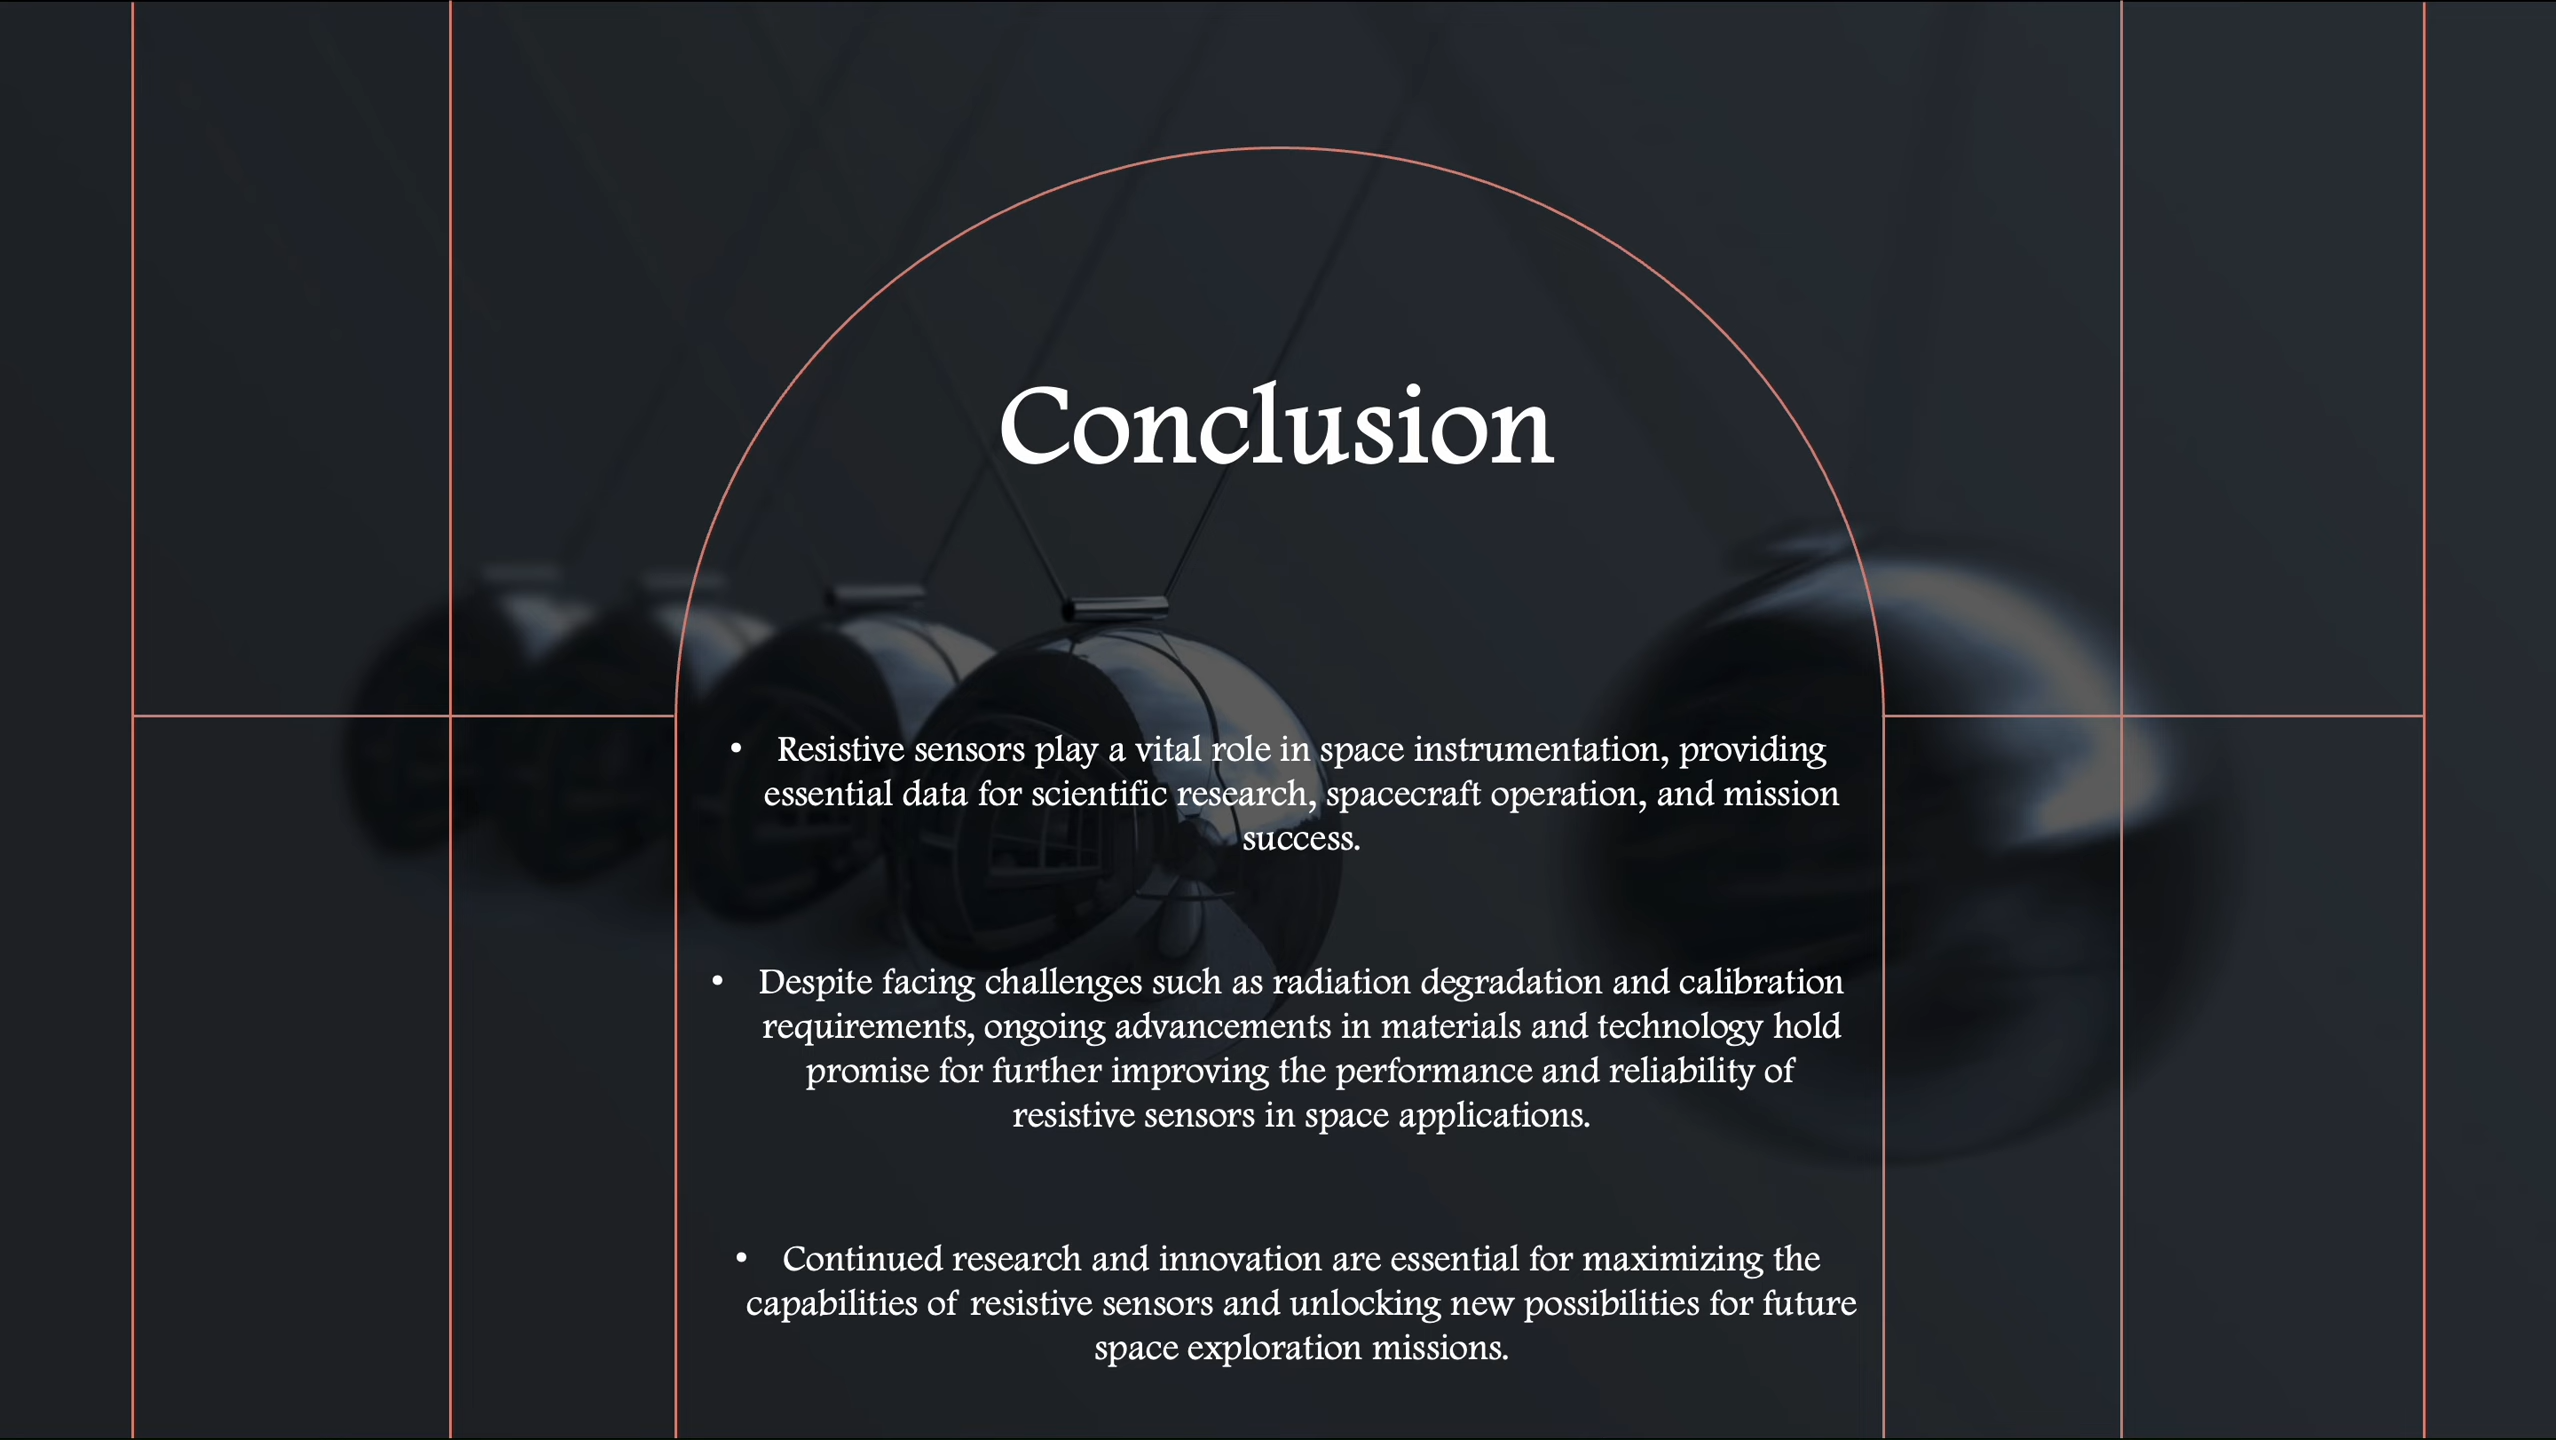 Conclusion
• Resistive sensors play a vital role in space instrumentation, providing
essential data for scientific research, spacecraft operation, and mission
success.
• Despite facing challenges such as radiation degradation and calibration
requirements, ongoing advancements in materials and technology hold
promise for further improving the performance and reliability of
resistive sensors in space applications.
• Continued research and innovation are essential for maximizing the
capabilities of resistive sensors and unlocking new possibilities for future
space exploration missions.